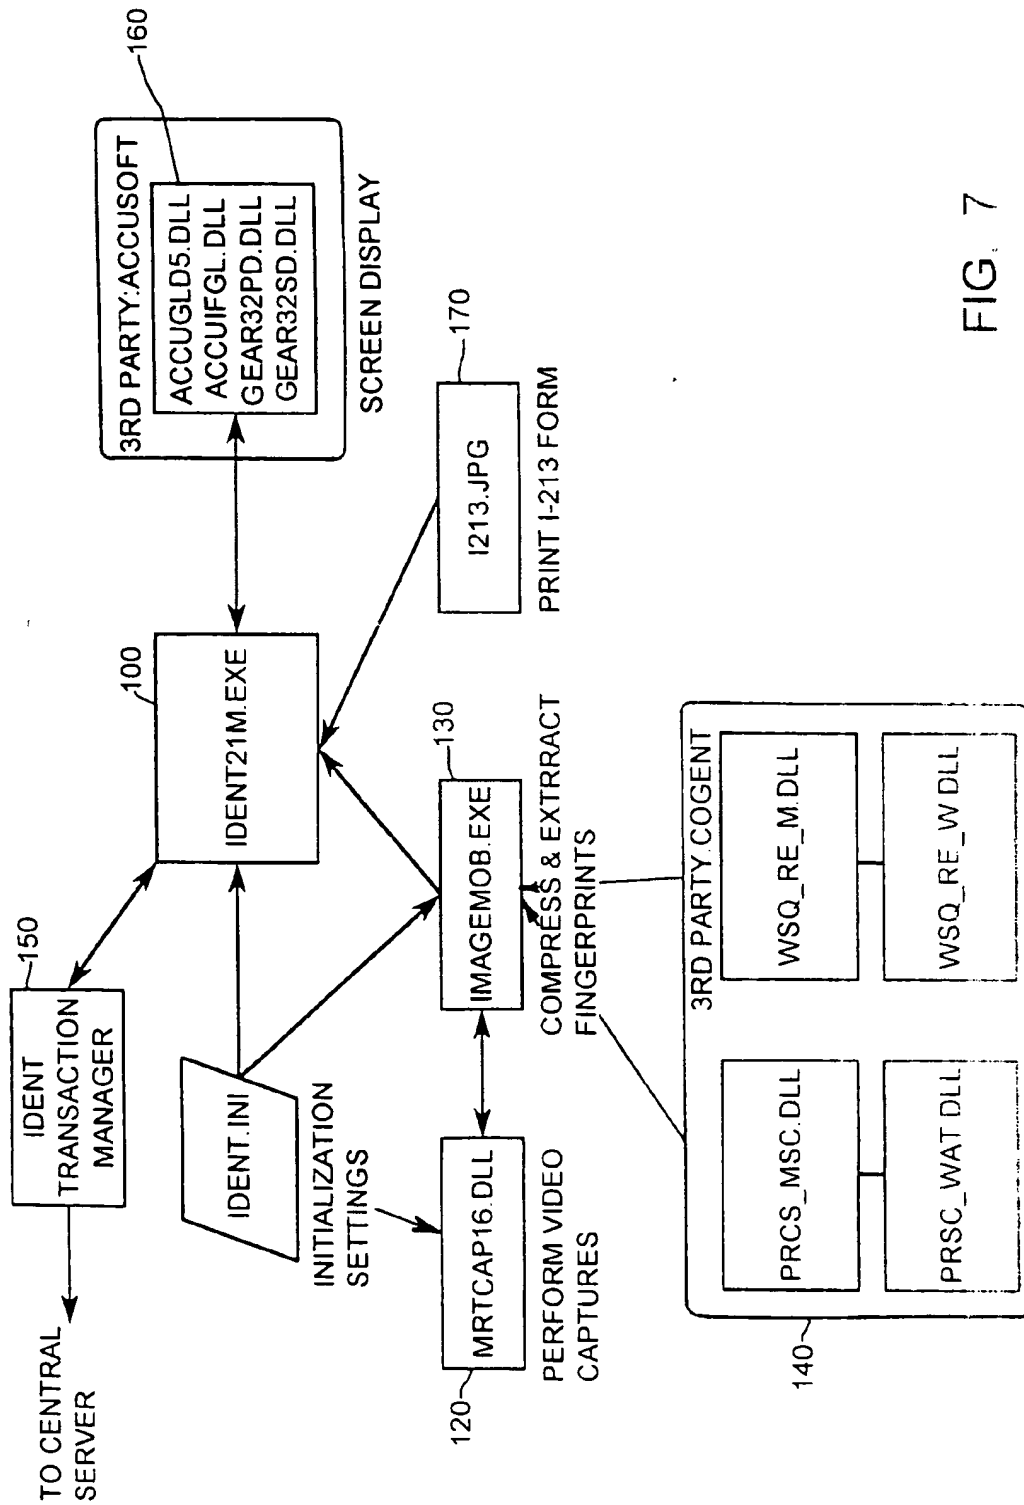 TO CENTRAL
SERVER
IDENT
TRANSACTION
MANAGER
150
100
IDENT21M.EXE
3RD PARTY:ACCUSOFT
ACCUGLD5.DLL
ACCUIFGL.DLL
GEAR32PD.DLL
GEAR32SD.DLL
160
SCREEN DISPLAY
IDENT.INI
INITIALIZATION
SETTINGS
120
MRTCAP16.DLL
PERFORM VIDEO
CAPTURES
130
IMAGEMOB.EXE
COMPRESS & EXTRRACT
FINGERPRINTS
170
I213.JPG
PRINT I-213 FORM
140
3RD PARTY.COGENT
PRCS_MSC.DLL
PRSC_WAT DLL
WSQ_RE_M.DLL
WSQ_RE_W.DLL
FIG. 7